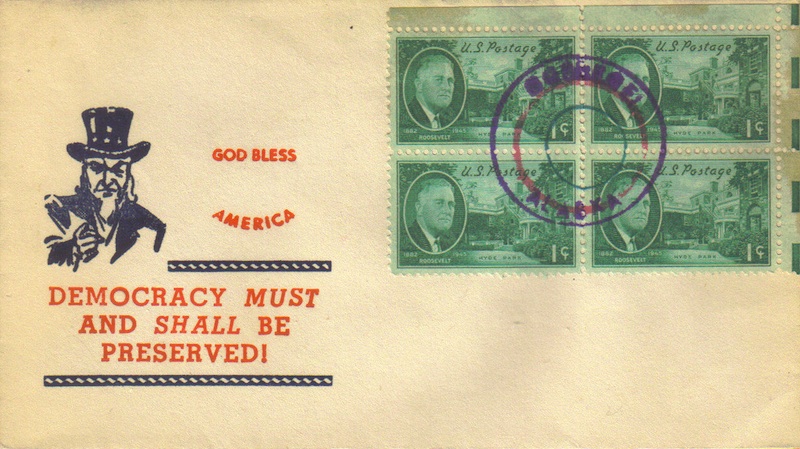 U.S. Postage
1882 1945
ROOSEVELT
HYDE PARK
1¢
U.S. Postage
1882 1945
ROOSEVELT
HYDE PARK
1¢
U.S. Postage
1882 1945
ROOSEVELT
HYDE PARK
1¢
U.S. Postage
1882 1945
ROOSEVELT
HYDE PARK
1¢
ALASKA
GOD BLESS
AMERICA
DEMOCRACY MUST
AND SHALL BE
PRESERVED!